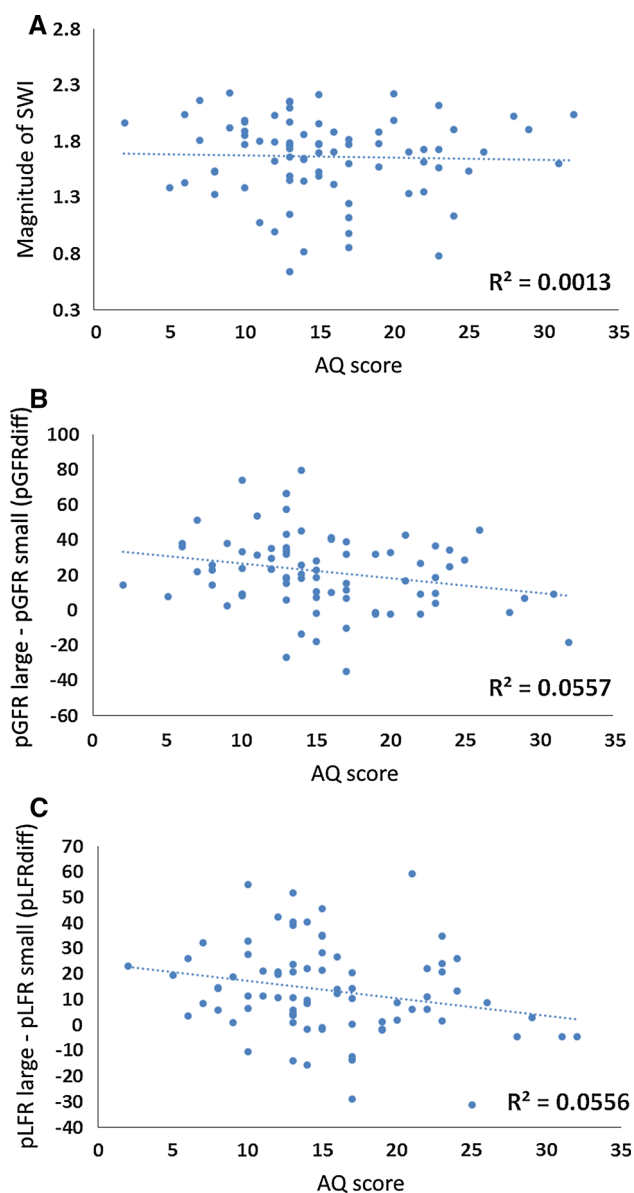 A
2.8
2.3
1.8
1.3
0.8
0.3
Magnitude of SWI
R² = 0.0013
0 5 10 15 20 25 30 35
AQ score
B
100
80
60
40
20
0
-20
-40
-60
pGFR large - pGFR small (pGFRdiff)
R² = 0.0557
0 5 10 15 20 25 30 35
AQ score
C
70
60
50
40
30
20
10
0
-10
-20
-30
-40
pLFR large - pLFR small (pLFRdiff)
R² = 0.0556
0 5 10 15 20 25 30 35
AQ score